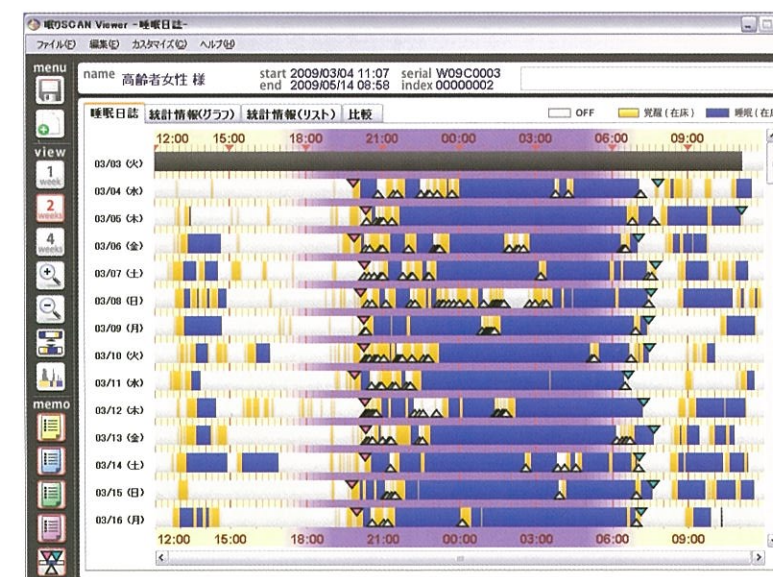 眠りSCAN Viewer -睡眠日誌-
ファイル(F) 編集(E) カスタマイズ(C) ヘルプ(H)
menu
name 高齢者女性 様
start 2009/03/04 11:07 serial W09C0003
end 2009/05/14 08:58 index 00000002
睡眠日誌 統計情報(グラフ) 統計情報(リスト) 比較
OFF 覚醒(在床) 睡眠(在床
12:00 15:00 18:00 21:00 00:00 03:00 06:00 09:00
view
1 week
2 weeks
4 weeks
memo
03/03 (火)
03/04 (水)
03/05 (木)
03/06 (金)
03/07 (土)
03/08 (日)
03/09 (月)
03/10 (火)
03/11 (水)
03/12 (木)
03/13 (金)
03/14 (土)
03/15 (日)
03/16 (月)
12:00 15:00 18:00 21:00 00:00 03:00 06:00 09:00